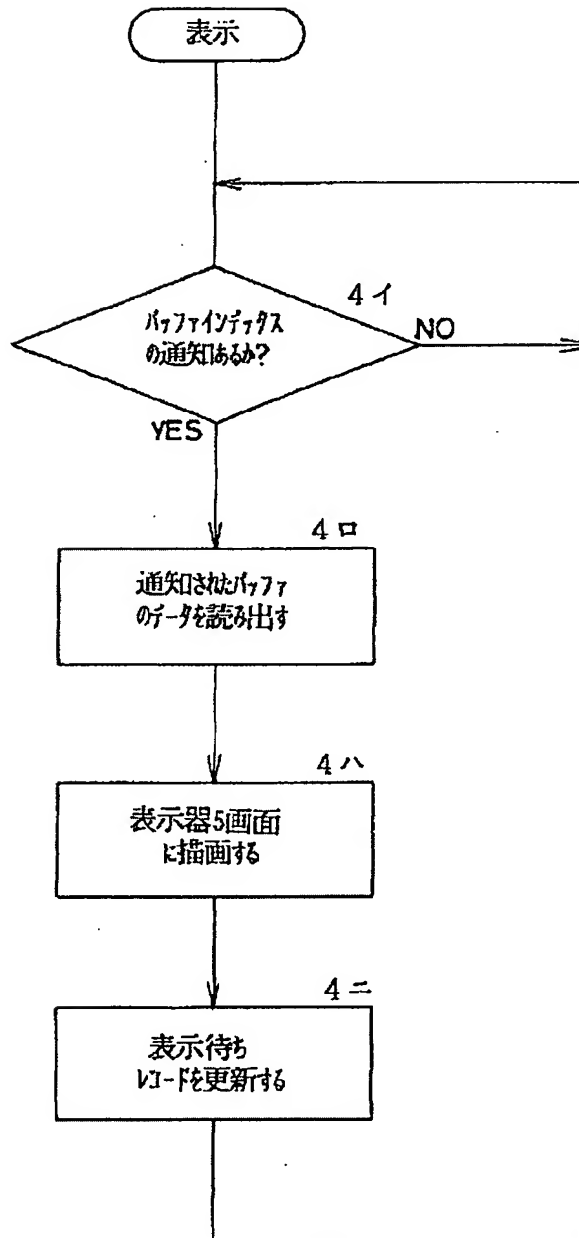 表示
4イ
バッファインデックス
の通知あるか?
NO
YES
4ロ
通知されたバッファ
のデータを読み出す
4ハ
表示器5画面
に描画する
4ニ
表示待ち
レコードを更新する